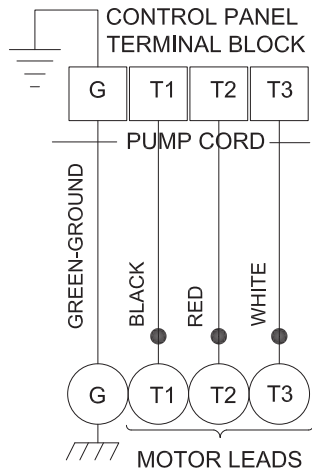 CONTROL PANEL
TERMINAL BLOCK
G T1 T2 T3
PUMP CORD
GREEN-GROUND
BLACK
RED
WHITE
G T1 T2 T3
MOTOR LEADS